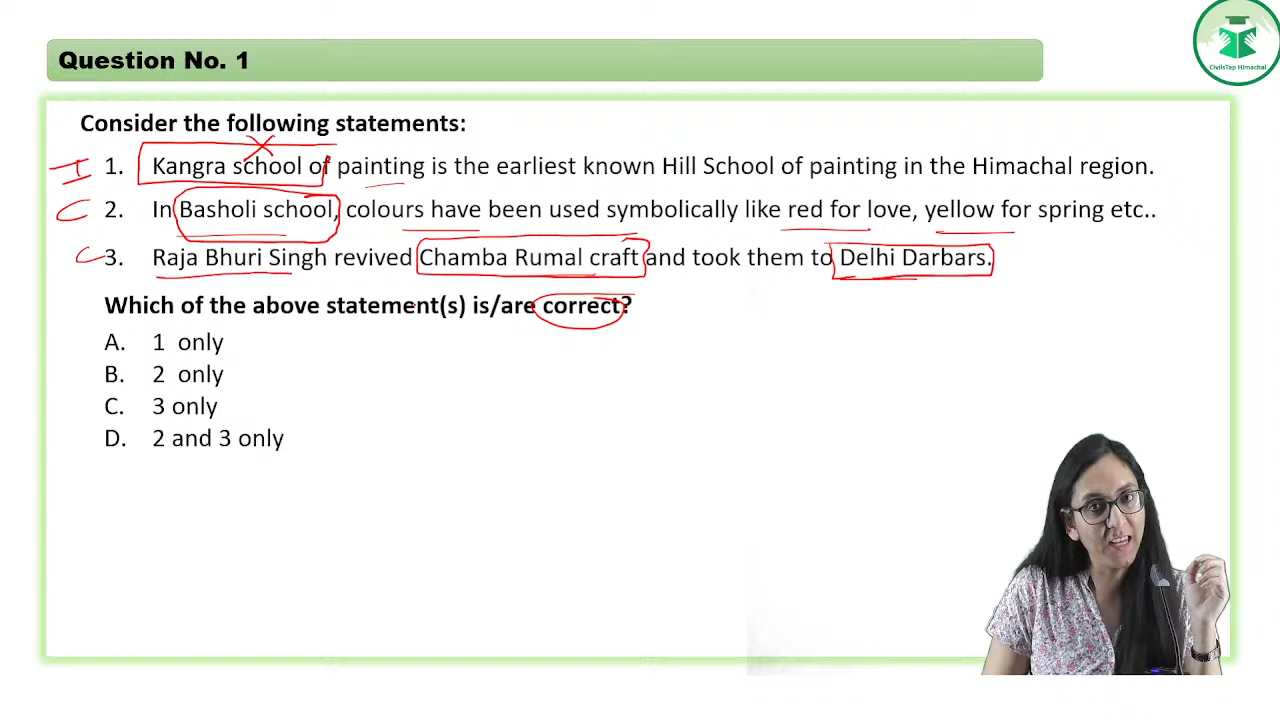 CivilsTap Himachal
Question No. 1
Consider the following statements:
I 1. Kangra school of painting is the earliest known Hill School of painting in the Himachal region.
C 2. In Basholi school, colours have been used symbolically like red for love, yellow for spring etc..
C 3. Raja Bhuri Singh revived Chamba Rumal craft and took them to Delhi Darbars.
Which of the above statement(s) is/are correct?
A. 1 only
B. 2 only
C. 3 only
D. 2 and 3 only